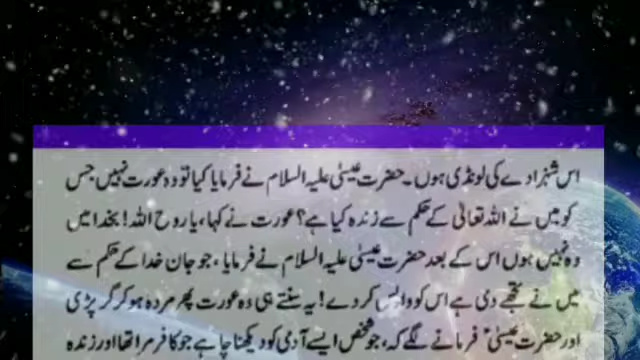 اس شہزادے کی لونڈی ہوں۔ حضرت عیسیٰ علیہ السلام نے فرمایا کیا تو وہ عورت نہیں جس
کو میں نے اللہ تعالیٰ کے حکم سے زندہ کیا ہے؟ عورت نے کہا، یا روح اللہ! بخدا میں
وہ نہیں ہوں اس کے بعد حضرت عیسیٰ علیہ السلام نے فرمایا، جو جان خدا کے حکم سے
میں نے تجھے دی ہے اس کو واپس کر دے! یہ سنتے ہی وہ عورت پھر مردہ ہو کر گر پڑی
اور حضرت عیسیٰؑ فرمانے لگے کہ، جو شخص ایسے آدمی کو دیکھنا چاہے جو کافر مرا تھا اور زندہ